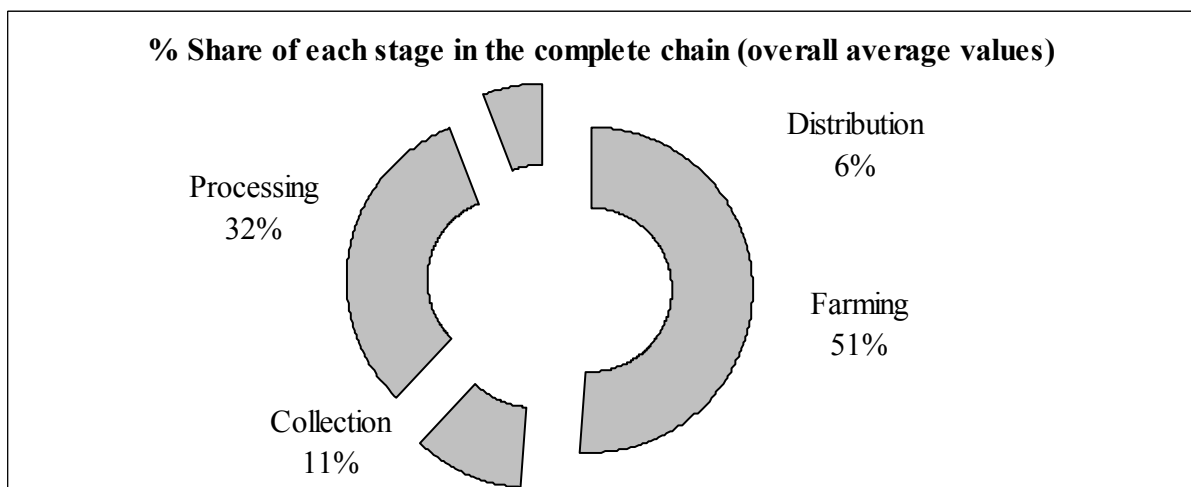 % Share of each stage in the complete chain (overall average values)
Distribution
6%
Processing
32%
Farming
51%
Collection
11%